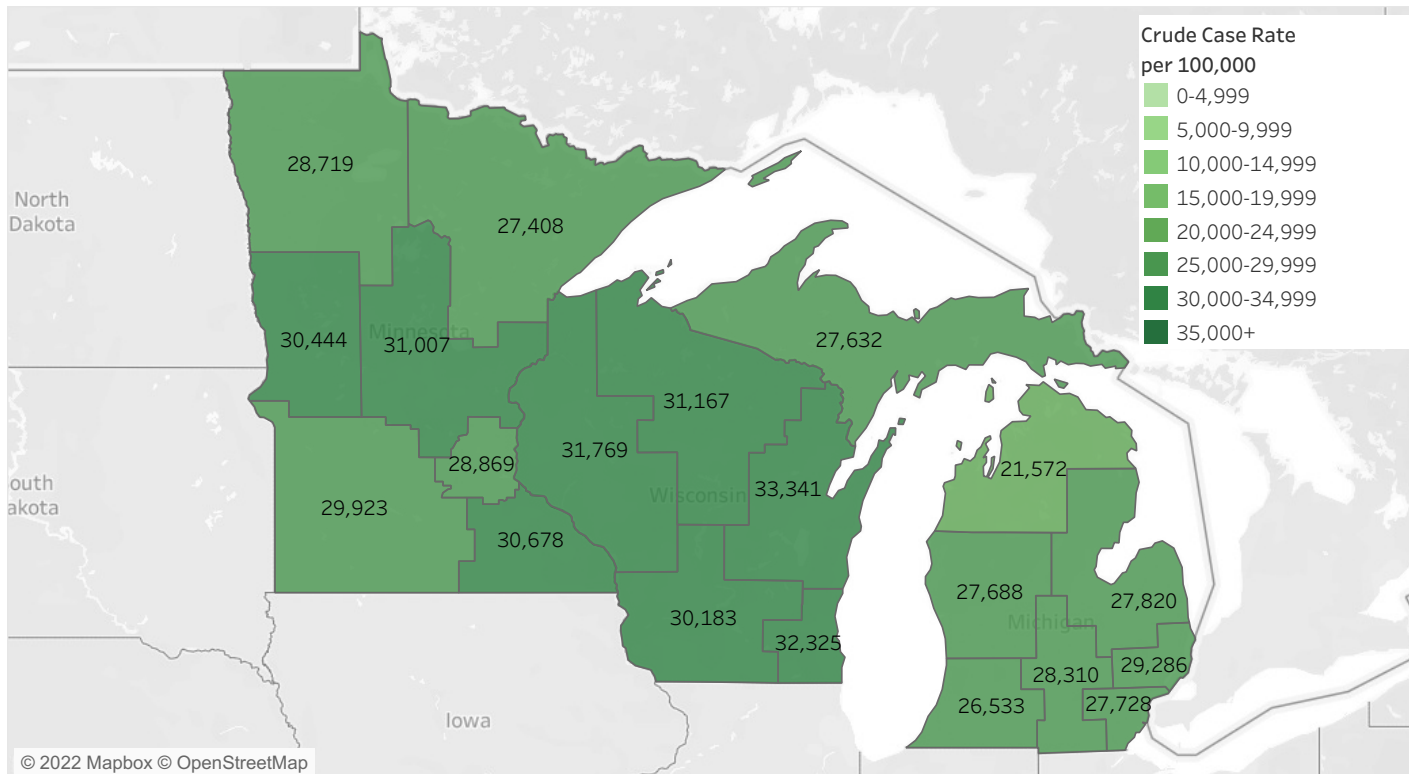 Crude Case Rate
per 100,000
0-4,999
5,000-9,999
10,000-14,999
15,000-19,999
20,000-24,999
25,000-29,999
30,000-34,999
35,000+
28,719
North
Dakota
27,408
30,444
Minnesota
31,007
27,632
31,167
31,769
28,869
21,572
33,341
Wisconsin
outh
akota
29,923
30,678
27,688
27,820
30,183
Michigan
32,325
29,286
28,310
26,533
27,728
Iowa
© 2022 Mapbox © OpenStreetMap